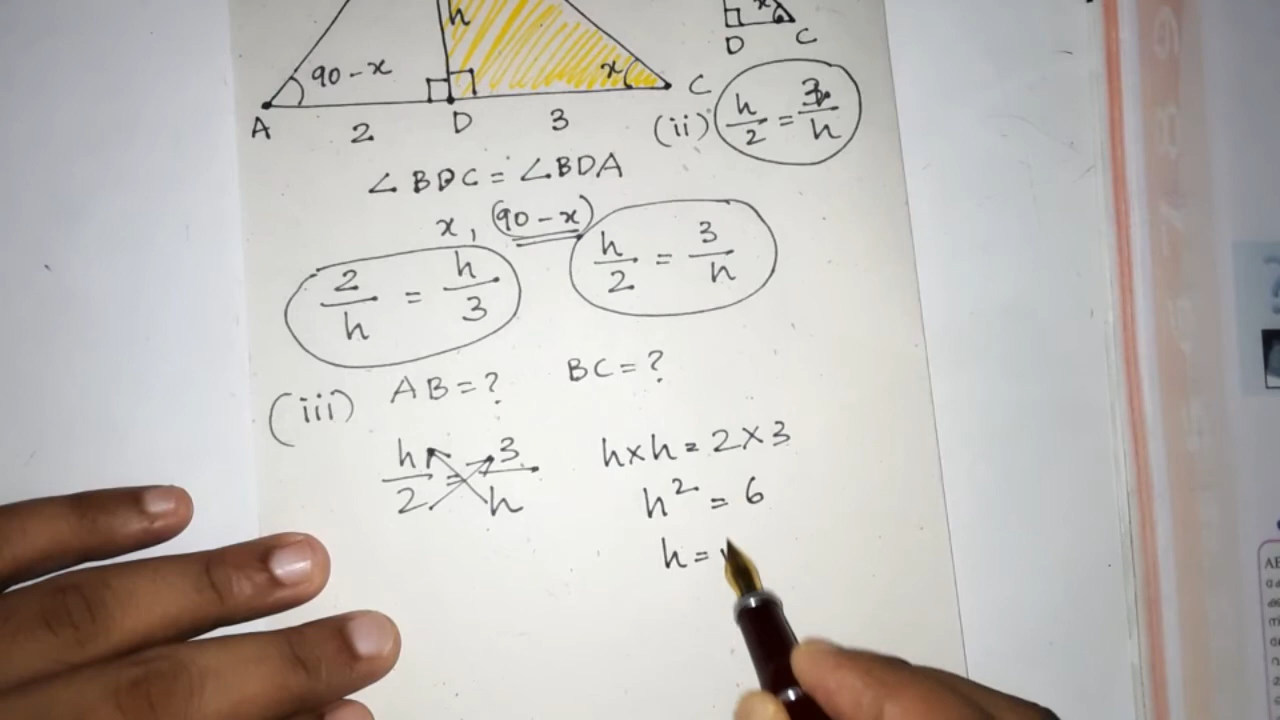 h
x
D C
90-x
x
A 2 D 3 C
(ii) h/2 = 3/h
∠BDC = ∠BDA
x, (90-x)
2/h = h/3
h/2 = 3/h
(iii) AB=? BC=?
h/2 = 3/h
h×h=2×3
h² = 6
h =